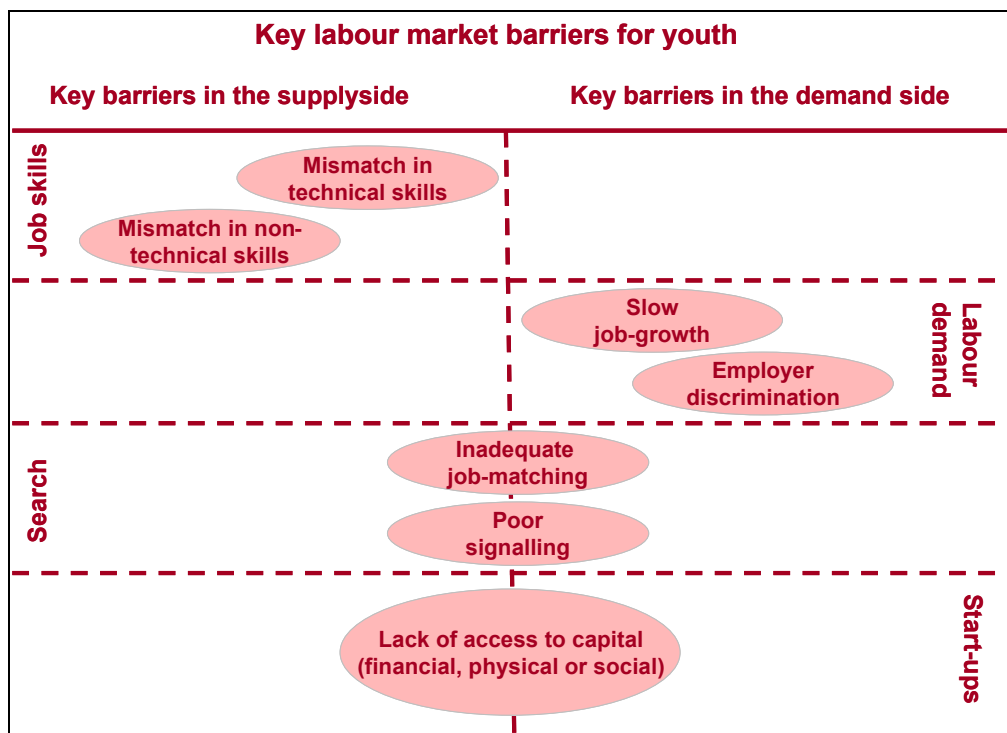 Key labour market barriers for youth
Key barriers in the supplyside
Key barriers in the demand side
Job skills
Mismatch in
technical skills
Mismatch in non-
technical skills
Slow
job-growth
Employer
discrimination
Labour
demand
Search
Inadequate
job-matching
Poor
signalling
Lack of access to capital
(financial, physical or social)
Start-ups